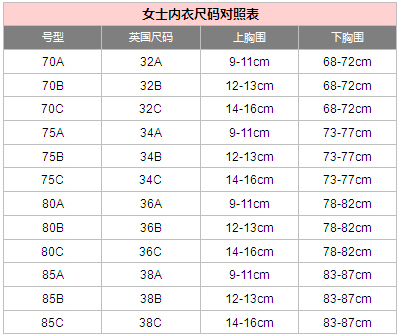 女士内衣尺码对照表
号型 英国尺码 上胸围 下胸围
70A 32A 9-11cm 68-72cm
70B 32B 12-13cm 68-72cm
70C 32C 14-16cm 68-72cm
75A 34A 9-11cm 73-77cm
75B 34B 12-13cm 73-77cm
75C 34C 14-16cm 73-77cm
80A 36A 9-11cm 78-82cm
80B 36B 12-13cm 78-82cm
80C 36C 14-16cm 78-82cm
85A 38A 9-11cm 83-87cm
85B 38B 12-13cm 83-87cm
85C 38C 14-16cm 83-87cm